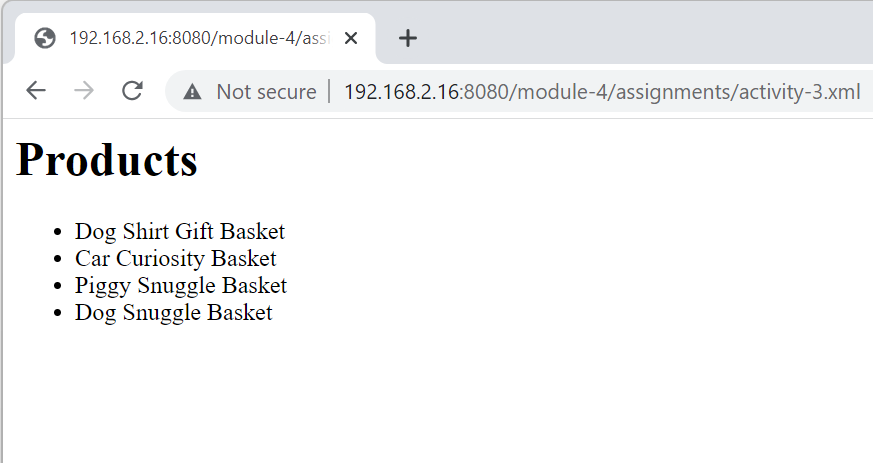 192.168.2.16:8080/module-4/assi
Not secure 192.168.2.16:8080/module-4/assignments/activity-3.xml
Products
Dog Shirt Gift Basket
Car Curiosity Basket
Piggy Snuggle Basket
Dog Snuggle Basket